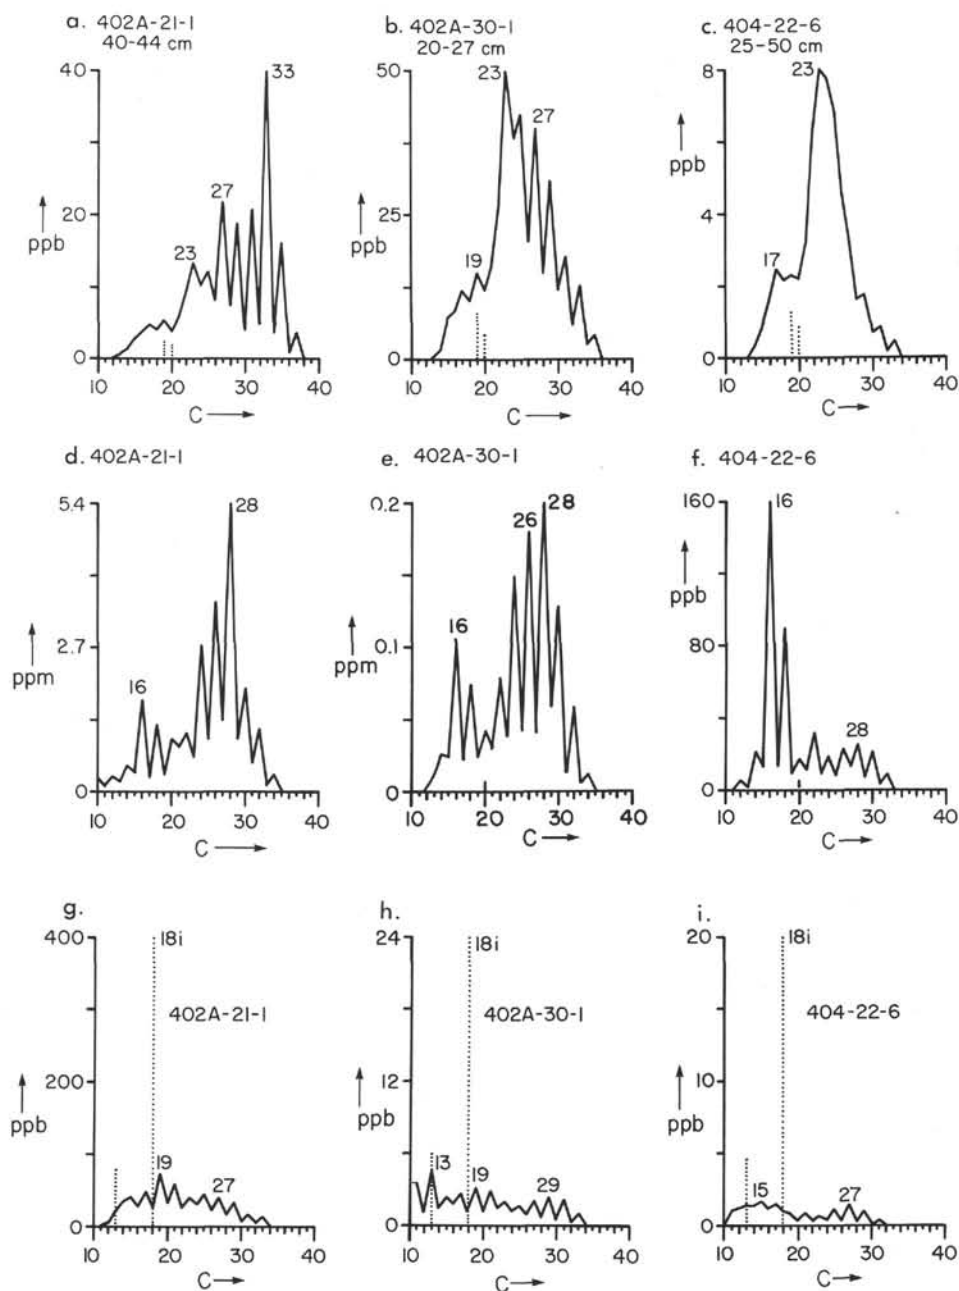 a. 402A-21-1
40-44 cm
40
20
0
ppb
33
27
23
10 20 30 40
C
b. 402A-30-1
20-27 cm
50
25
0
ppb
23
27
19
10 20 30 40
C
c. 404-22-6
25-50 cm
8
4
0
ppb
23
17
10 20 30 40
C
d. 402A-21-1
5.4
2.7
0
ppm
28
16
10 20 30 40
C
e. 402A-30-1
0.2
0.1
0
ppm
28
26
16
10 20 30 40
C
f. 404-22-6
160
80
0
ppb
16
28
10 20 30 40
C
g.
400
200
0
ppb
18i
402A-21-1
19
27
10 20 30 40
C
h.
24
12
0
ppb
18i
402A-30-1
13
19
29
10 20 30 40
C
i.
20
10
0
ppb
18i
404-22-6
15
27
10 20 30 40
C